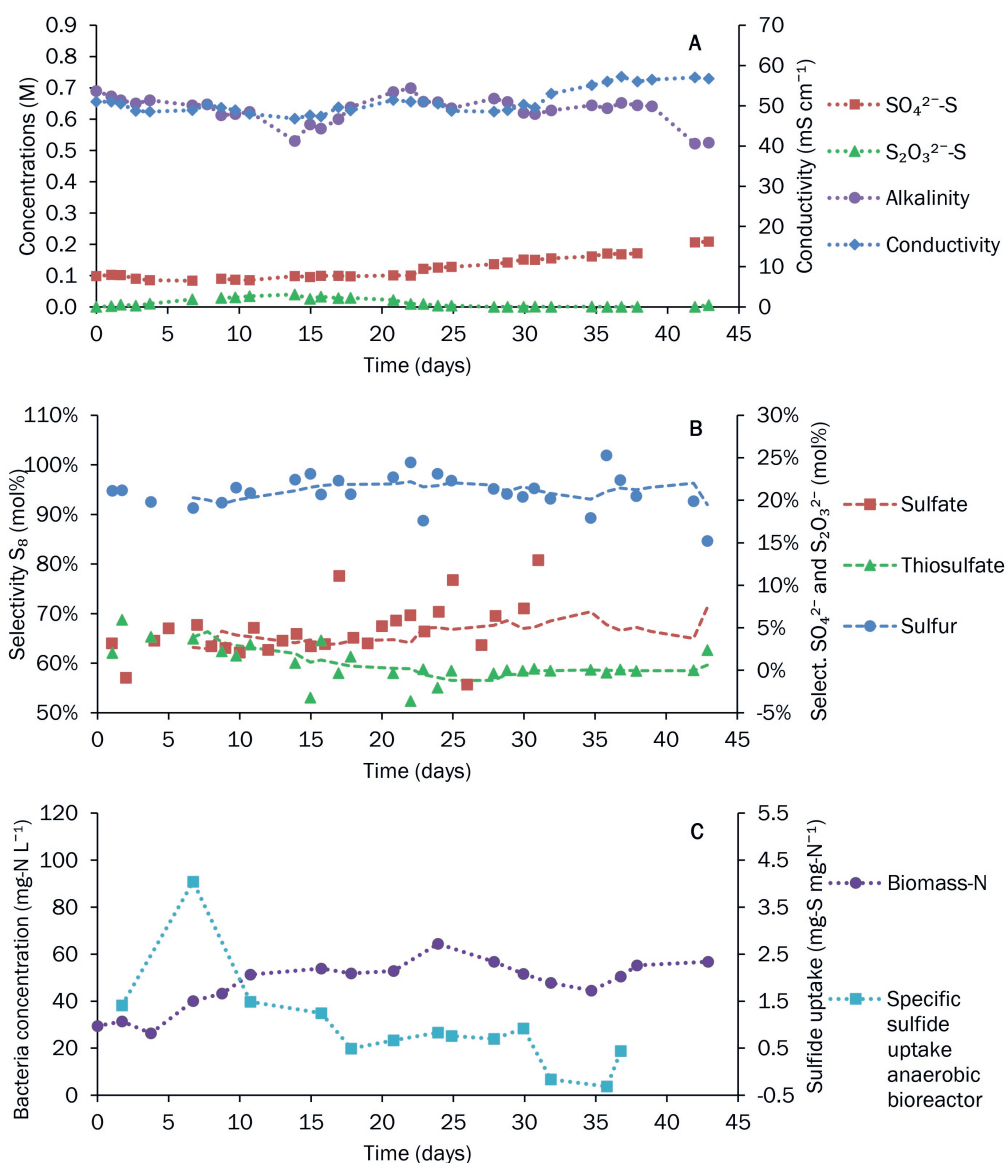 A
Concentrations (M)
0.9
0.8
0.7
0.6
0.5
0.4
0.3
0.2
0.1
0.0
70
60
50
40
30
20
10
0
Conductivity (mS cm⁻¹)
0 5 10 15 20 25 30 35 40 45
Time (days)
SO₄²⁻-S
S₂O₃²⁻-S
Alkalinity
Conductivity
B
Selectivity S₈ (mol%)
110%
100%
90%
80%
70%
60%
50%
30%
25%
20%
15%
10%
5%
0%
-5%
Select. SO₄²⁻ and S₂O₃²⁻ (mol%)
0 5 10 15 20 25 30 35 40 45
Time (days)
Sulfate
Thiosulfate
Sulfur
C
Bacteria concentration (mg-N L⁻¹)
120
100
80
60
40
20
0
5.5
4.5
3.5
2.5
1.5
0.5
-0.5
Sulfide uptake (mg-S mg-N⁻¹)
0 5 10 15 20 25 30 35 40 45
Time (days)
Biomass-N
Specific
sulfide
uptake
anaerobic
bioreactor